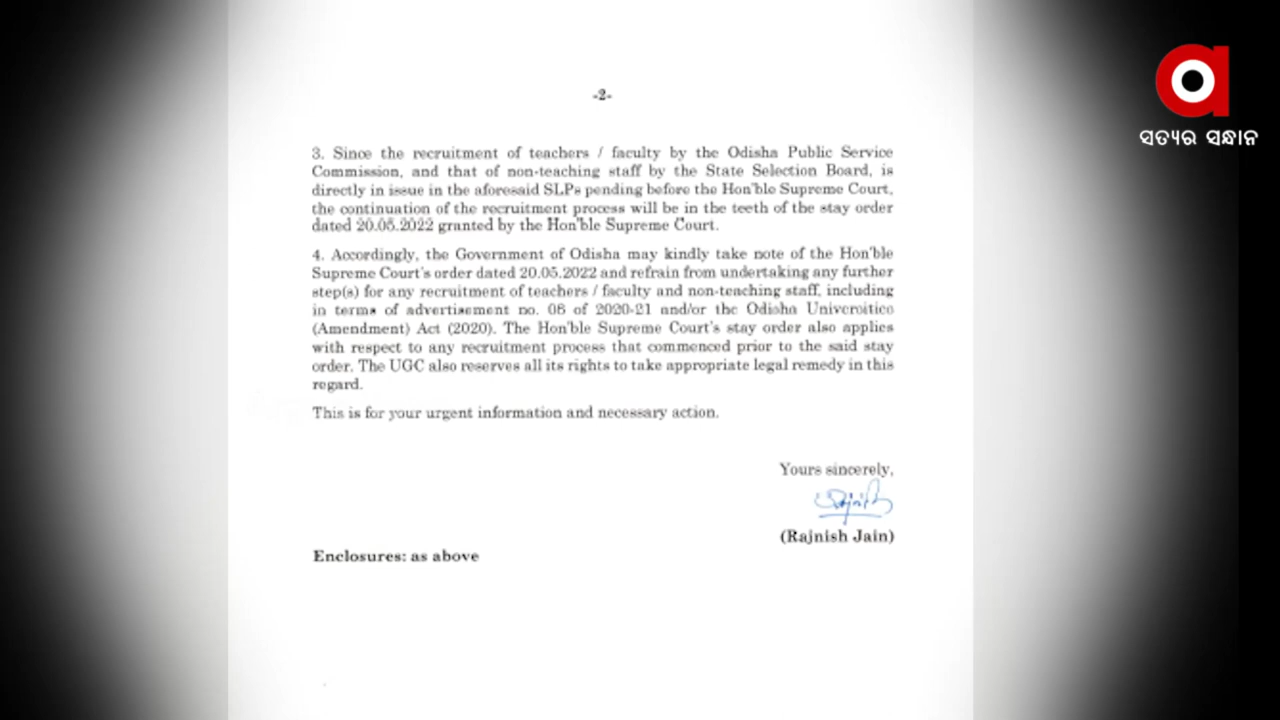 -2-
3. Since the recruitment of teachers / faculty by the Odisha Public Service
Commission, and that of non-teaching staff by the State Selection Board, is
directly in issue in the aforesaid SLPs pending before the Hon'ble Supreme Court,
the continuation of the recruitment process will be in the teeth of the stay order
dated 20.05.2022 granted by the Hon'ble Supreme Court.
4. Accordingly, the Government of Odisha may kindly take note of the Hon'ble
Supreme Court's order dated 20.05.2022 and refrain from undertaking any further
step(s) for any recruitment of teachers / faculty and non-teaching staff, including
in terms of advertisement no. 06 of 2020-21 and/or the Odisha Universities
(Amendment) Act (2020). The Hon'ble Supreme Court's stay order also applies
with respect to any recruitment process that commenced prior to the said stay
order. The UGC also reserves all its rights to take appropriate legal remedy in this
regard.
This is for your urgent information and necessary action.
Yours sincerely,
Rajnish
(Rajnish Jain)
Enclosures: as above
a
ସତ୍ୟର ସନ୍ଧାନ